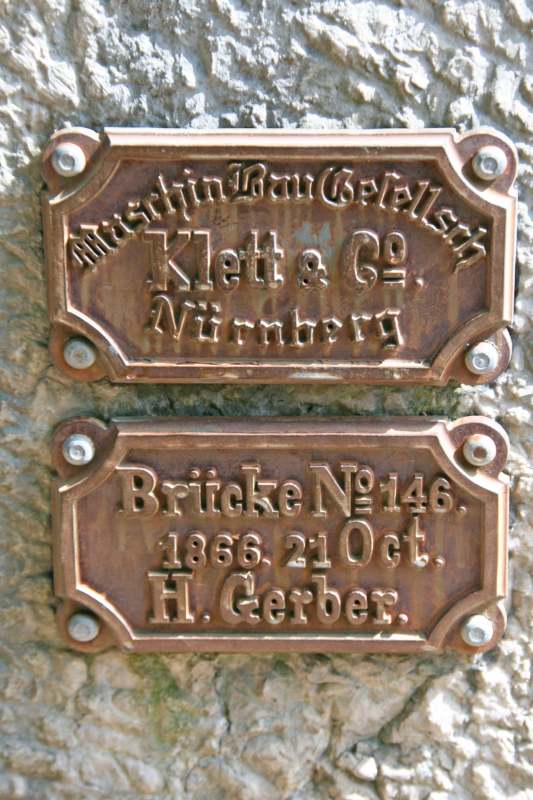 Maschin Bau Gesellsch
Klett & Co.
Nürnberg
Brücke No 146.
1866. 21 Oct.
H. Gerber.